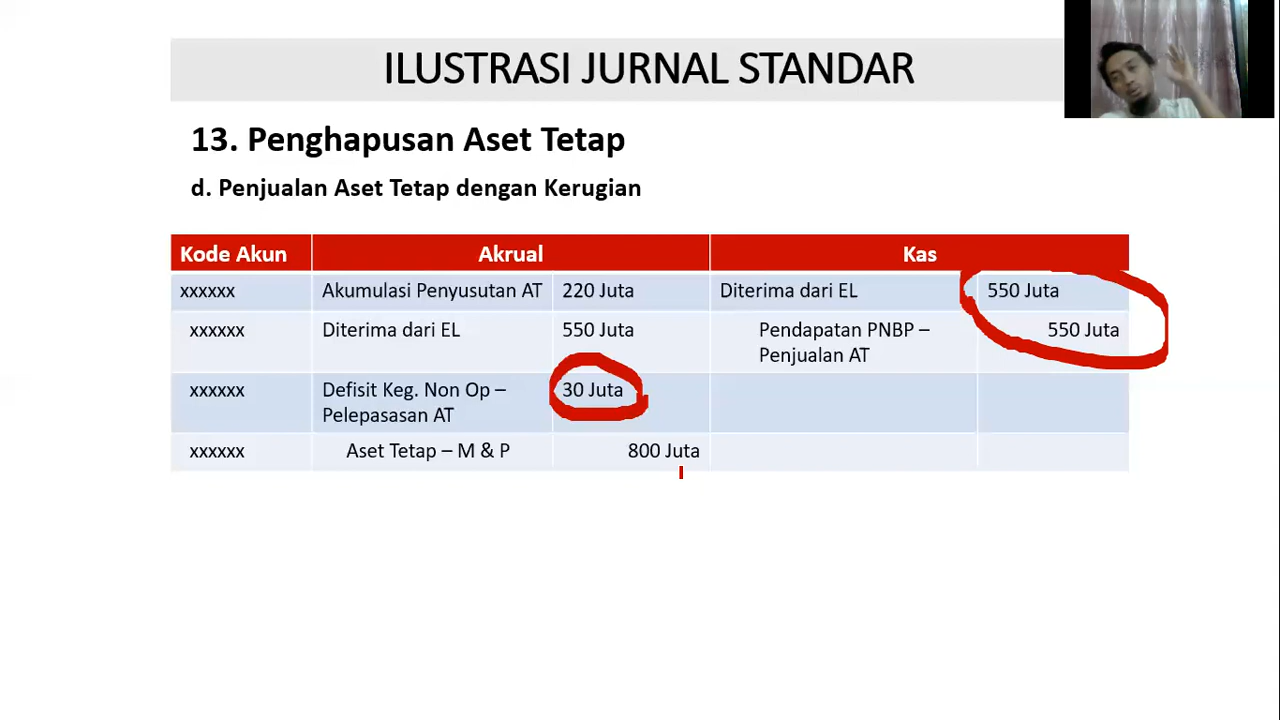 ILUSTRASI JURNAL STANDAR
13. Penghapusan Aset Tetap
d. Penjualan Aset Tetap dengan Kerugian
Kode Akun Akrual Kas
xxxxxx Akumulasi Penyusutan AT 220 Juta Diterima dari EL 550 Juta
xxxxxx Diterima dari EL 550 Juta Pendapatan PNBP – 550 Juta
Penjualan AT
xxxxxx Defisit Keg. Non Op – 30 Juta
Pelepasasan AT
xxxxxx Aset Tetap – M & P 800 Juta